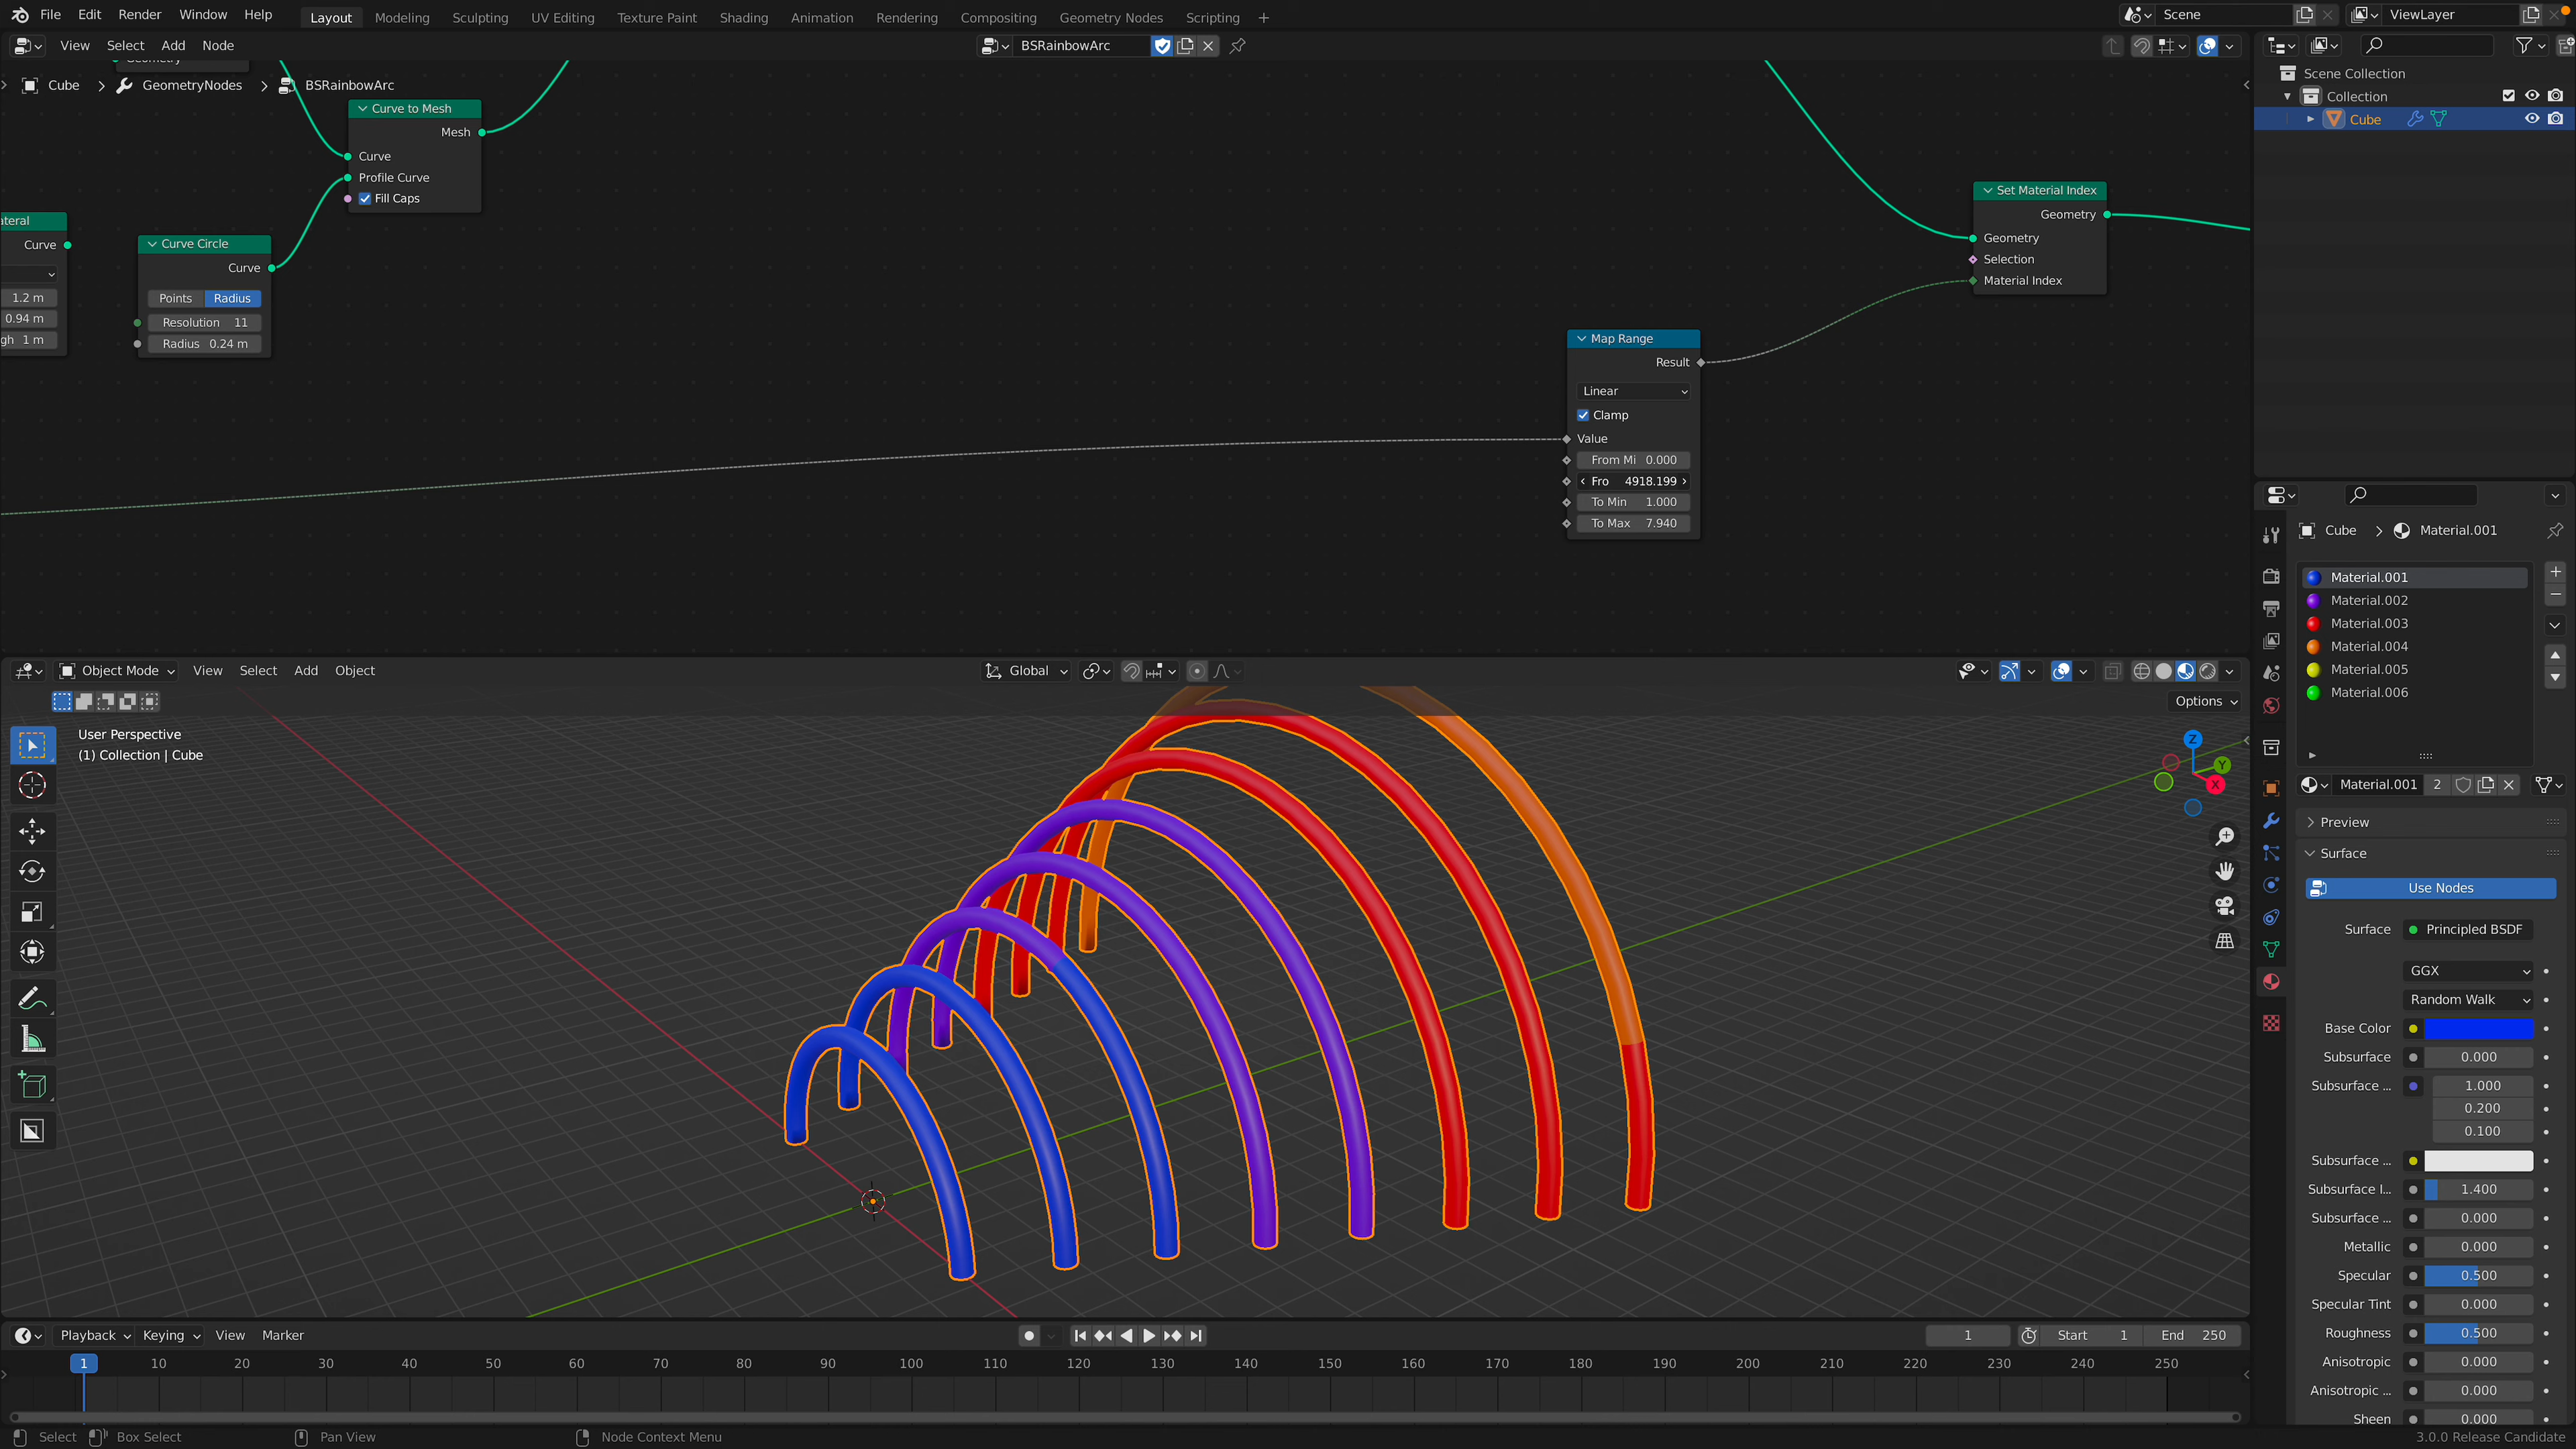 File Edit Render Window Help Layout Modeling Sculpting UV Editing Texture Paint Shading Animation Rendering Compositing Geometry Nodes Scripting + Scene ViewLayer
View Select Add Node BSRainbowArc
Cube > GeometryNodes > BSRainbowArc
Curve to Mesh
Mesh
Curve
Profile Curve
Fill Caps
ateral
Curve
1.2 m
0.94 m
gh 1 m
Curve Circle
Curve
Points Radius
Resolution 11
Radius 0.24 m
Set Material Index
Geometry
Geometry
Selection
Material Index
Map Range
Result
Linear
Clamp
Value
From Mi 0.000
Fro 4918.199
To Min 1.000
To Max 7.940
Scene Collection
Collection
Cube
Cube > Material.001
Material.001
Material.002
Material.003
Material.004
Material.005
Material.006
Material.001 2
Preview
Surface
Use Nodes
Surface Principled BSDF
GGX
Random Walk
Base Color
Subsurface 0.000
Subsurface ... 1.000
0.200
0.100
Subsurface ...
Subsurface I... 1.400
Subsurface ... 0.000
Metallic 0.000
Specular 0.500
Specular Tint 0.000
Roughness 0.500
Anisotropic 0.000
Anisotropic ... 0.000
Sheen 0.000
Object Mode View Select Add Object Global
Options
User Perspective
(1) Collection | Cube
Z
Y
X
Playback Keying View Marker 1 Start 1 End 250
1 10 20 30 40 50 60 70 80 90 100 110 120 130 140 150 160 170 180 190 200 210 220 230 240 250
Select Box Select Pan View Node Context Menu 3.0.0 Release Candidate